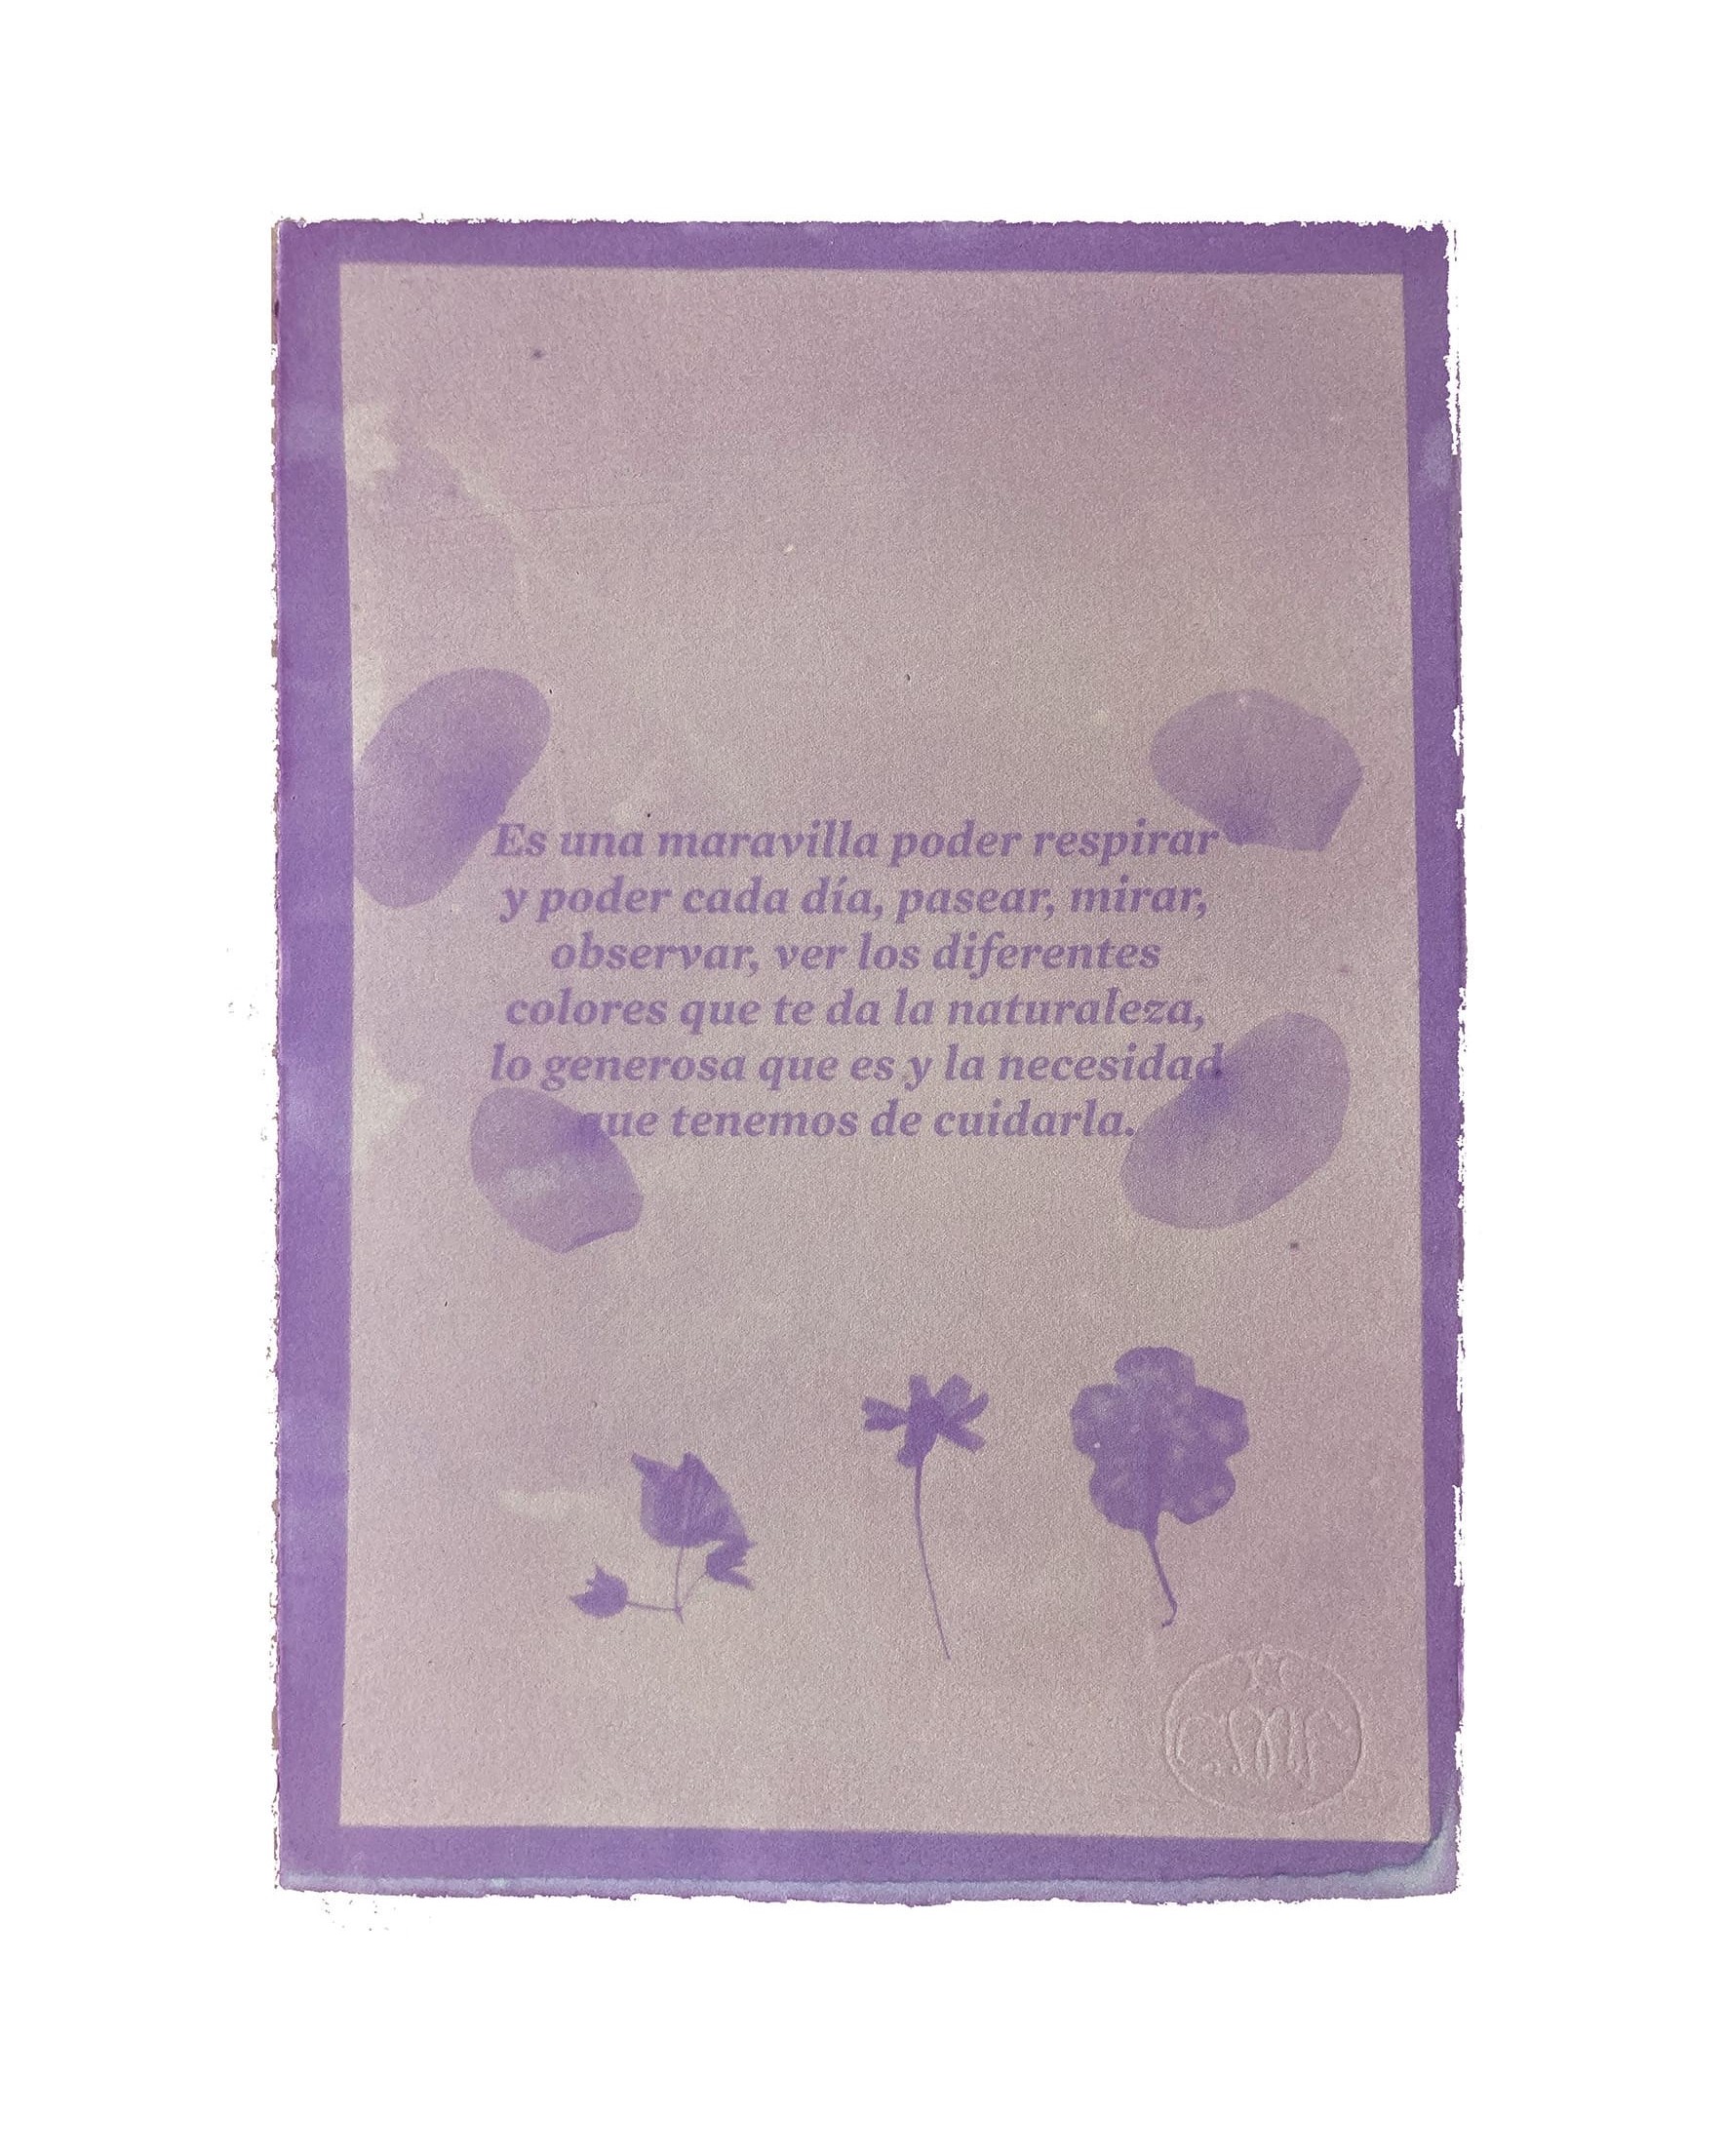 Es una maravilla poder respirar
y poder cada día, pasear, mirar,
observar, ver los diferentes
colores que te da la naturaleza,
lo generosa que es y la necesidad
que tenemos de cuidarla.